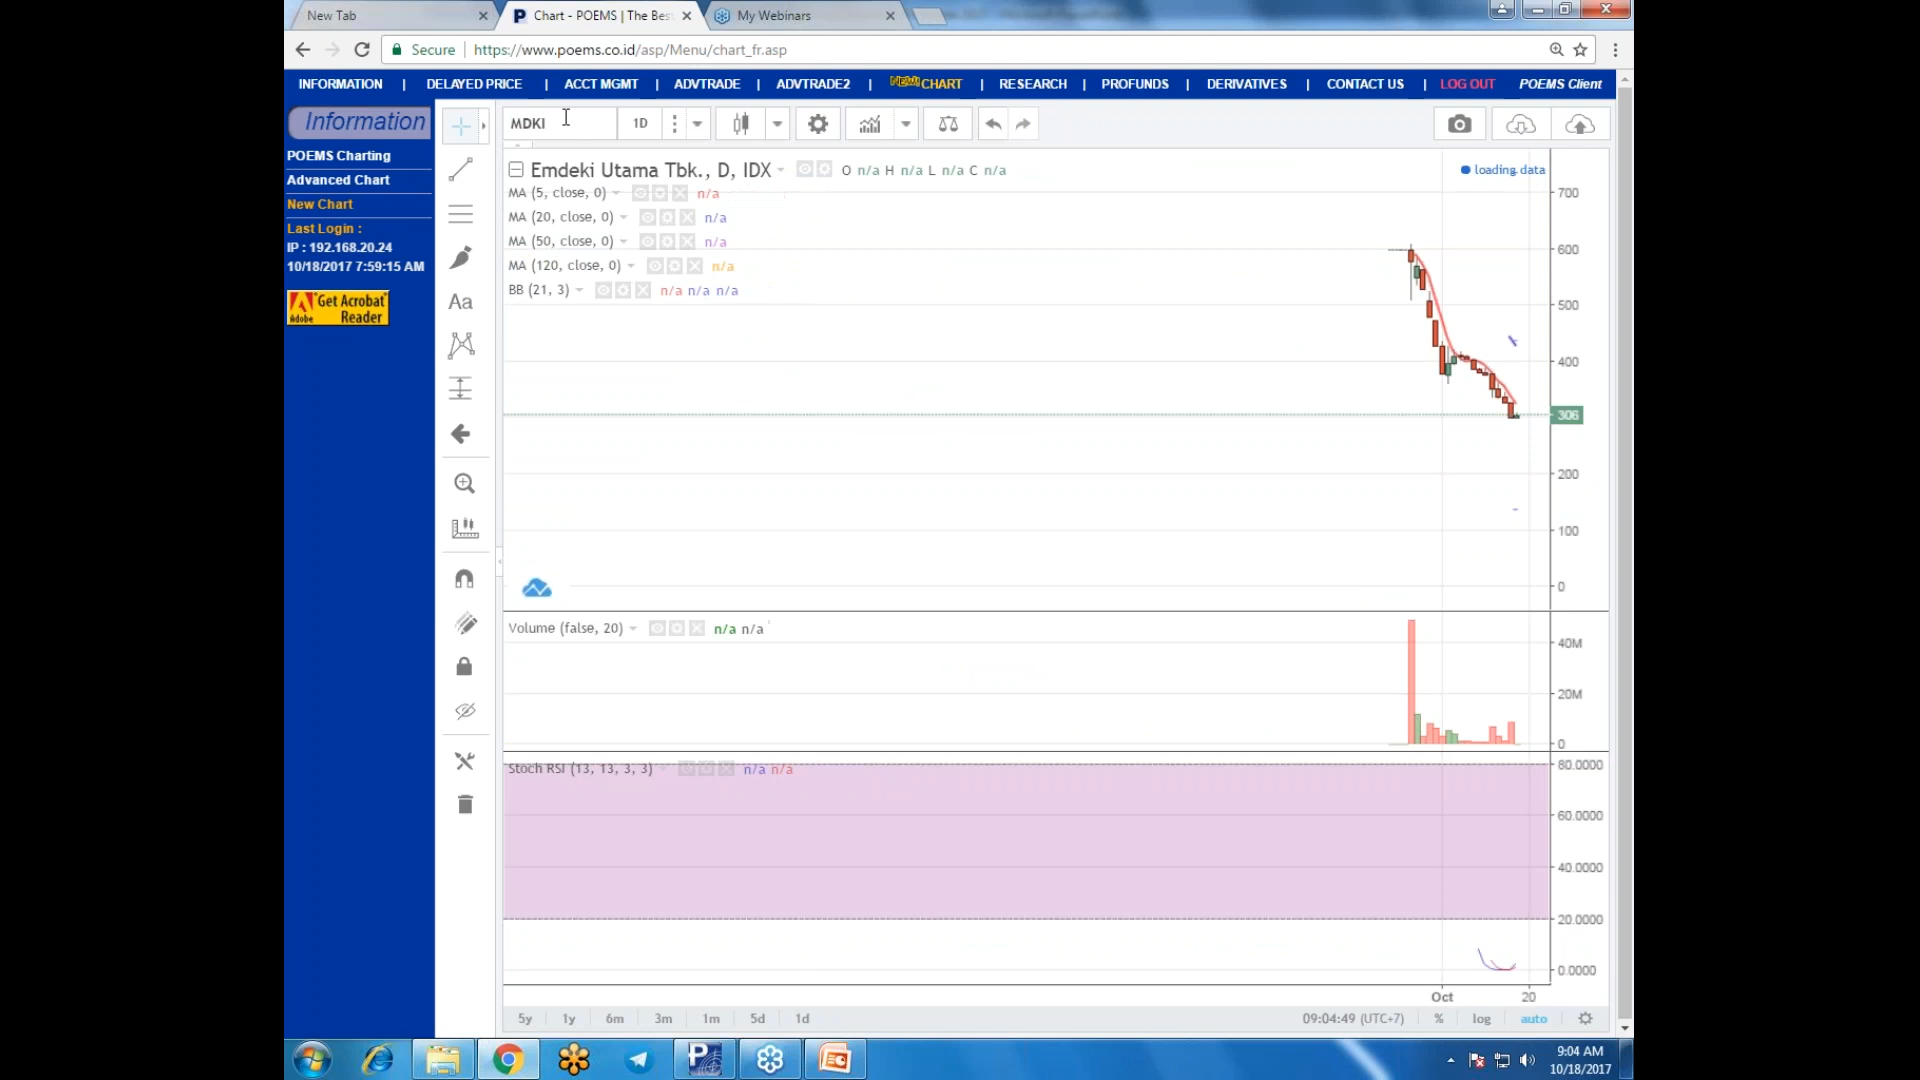 New Tab
Chart - POEMS | The Bes
My Webinars
Secure
https://www.poems.co.id/asp/Menu/chart_fr.asp
INFORMATION | DELAYED PRICE | ACCT MGMT | ADVTRADE | ADVTRADE2 | NEW! CHART | RESEARCH | PROFUNDS | DERIVATIVES | CONTACT US | LOG OUT POEMS Client
Information
POEMS Charting
Advanced Chart
New Chart
Last Login :
IP : 192.168.20.24
10/18/2017 7:59:15 AM
Get Acrobat
Adobe Reader
Aa
MDKI 1D
Emdeki Utama Tbk., D, IDX O n/a H n/a L n/a C n/a
loading data
MA (5, close, 0) n/a
MA (20, close, 0) n/a
MA (50, close, 0) n/a
MA (120, close, 0) n/a
BB (21, 3) n/a n/a n/a
700
600
500
400
306
200
100
0
Volume (false, 20) n/a n/a
40M
20M
0
Stoch RSI (13, 13, 3, 3) n/a n/a
80.0000
60.0000
40.0000
20.0000
0.0000
Oct 20
5y 1y 6m 3m 1m 5d 1d 09:04:49 (UTC+7) % log auto
9:04 AM
10/18/2017